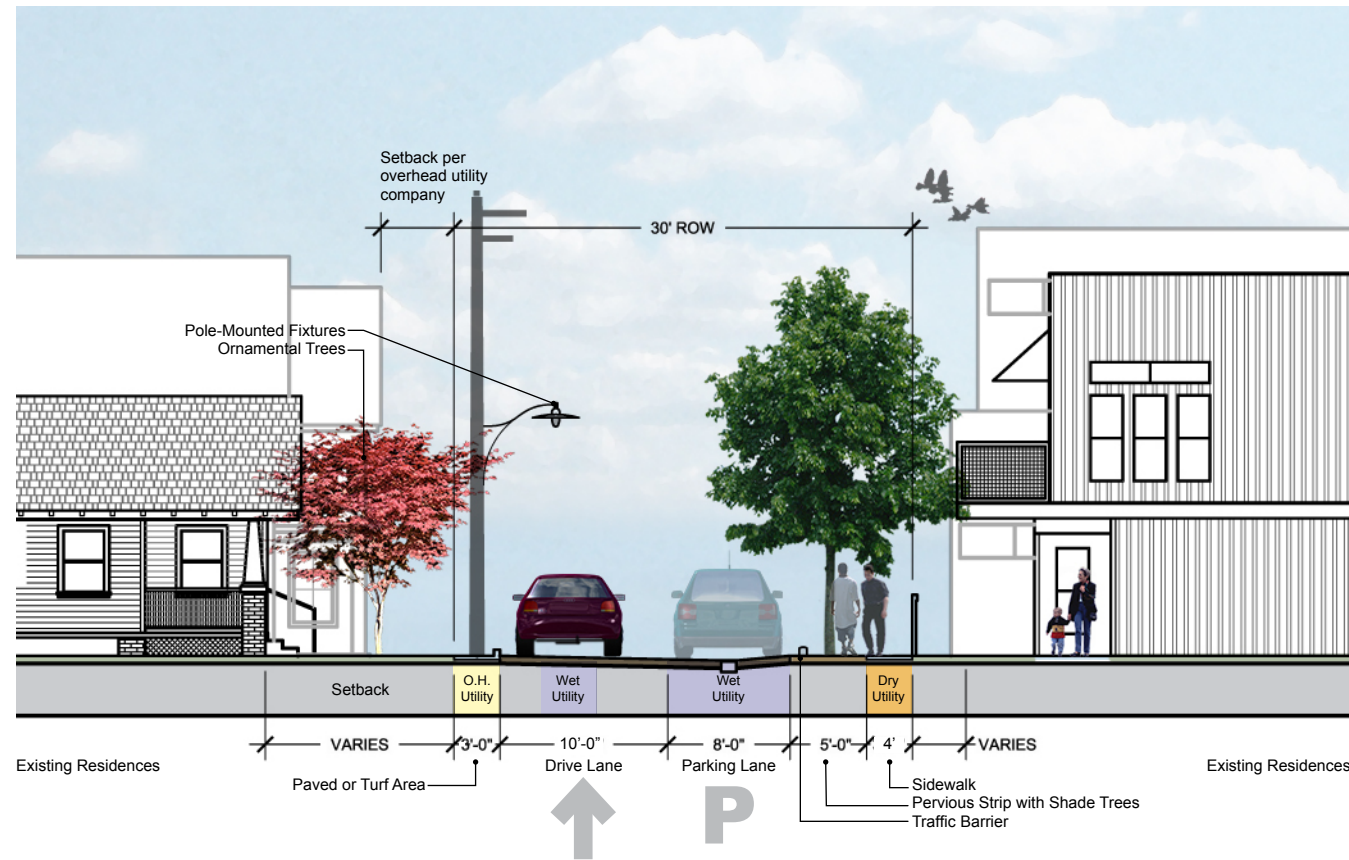 Setback per
overhead utility
company
30' ROW
Pole-Mounted Fixtures
Ornamental Trees
Setback
O.H.
Utility
Wet
Utility
Wet
Utility
Dry
Utility
VARIES
3'-0"
10'-0"
8'-0"
5'-0"
4'
VARIES
Existing Residences
Drive Lane
Parking Lane
Existing Residences
Paved or Turf Area
Sidewalk
Pervious Strip with Shade Trees
Traffic Barrier
P